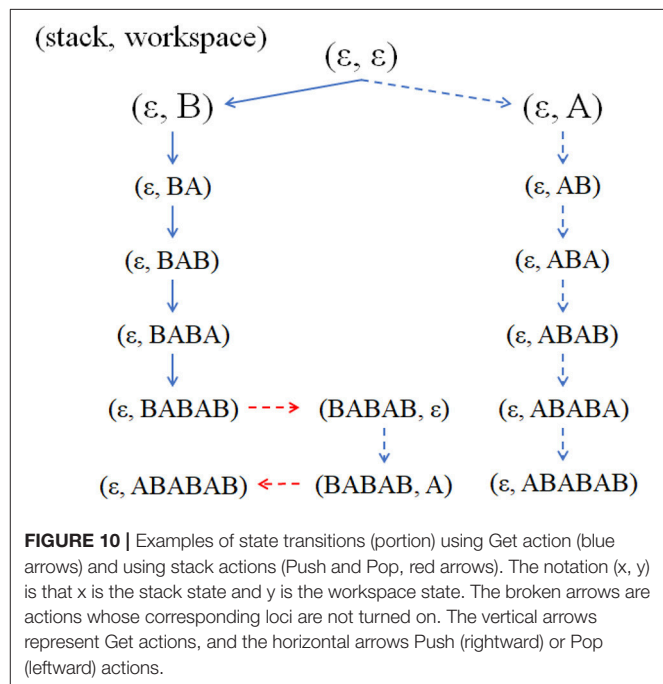 (stack, workspace)
(ε, ε)
(ε, B) (ε, A)
(ε, BA) (ε, AB)
(ε, BAB) (ε, ABA)
(ε, BABA) (ε, ABAB)
(ε, BABAB) (BABAB, ε) (ε, ABABA)
(ε, ABABAB) (BABAB, A) (ε, ABABAB)
FIGURE 10 | Examples of state transitions (portion) using Get action (blue
arrows) and using stack actions (Push and Pop, red arrows). The notation (x, y)
is that x is the stack state and y is the workspace state. The broken arrows are
actions whose corresponding loci are not turned on. The vertical arrows
represent Get actions, and the horizontal arrows Push (rightward) or Pop
(leftward) actions.